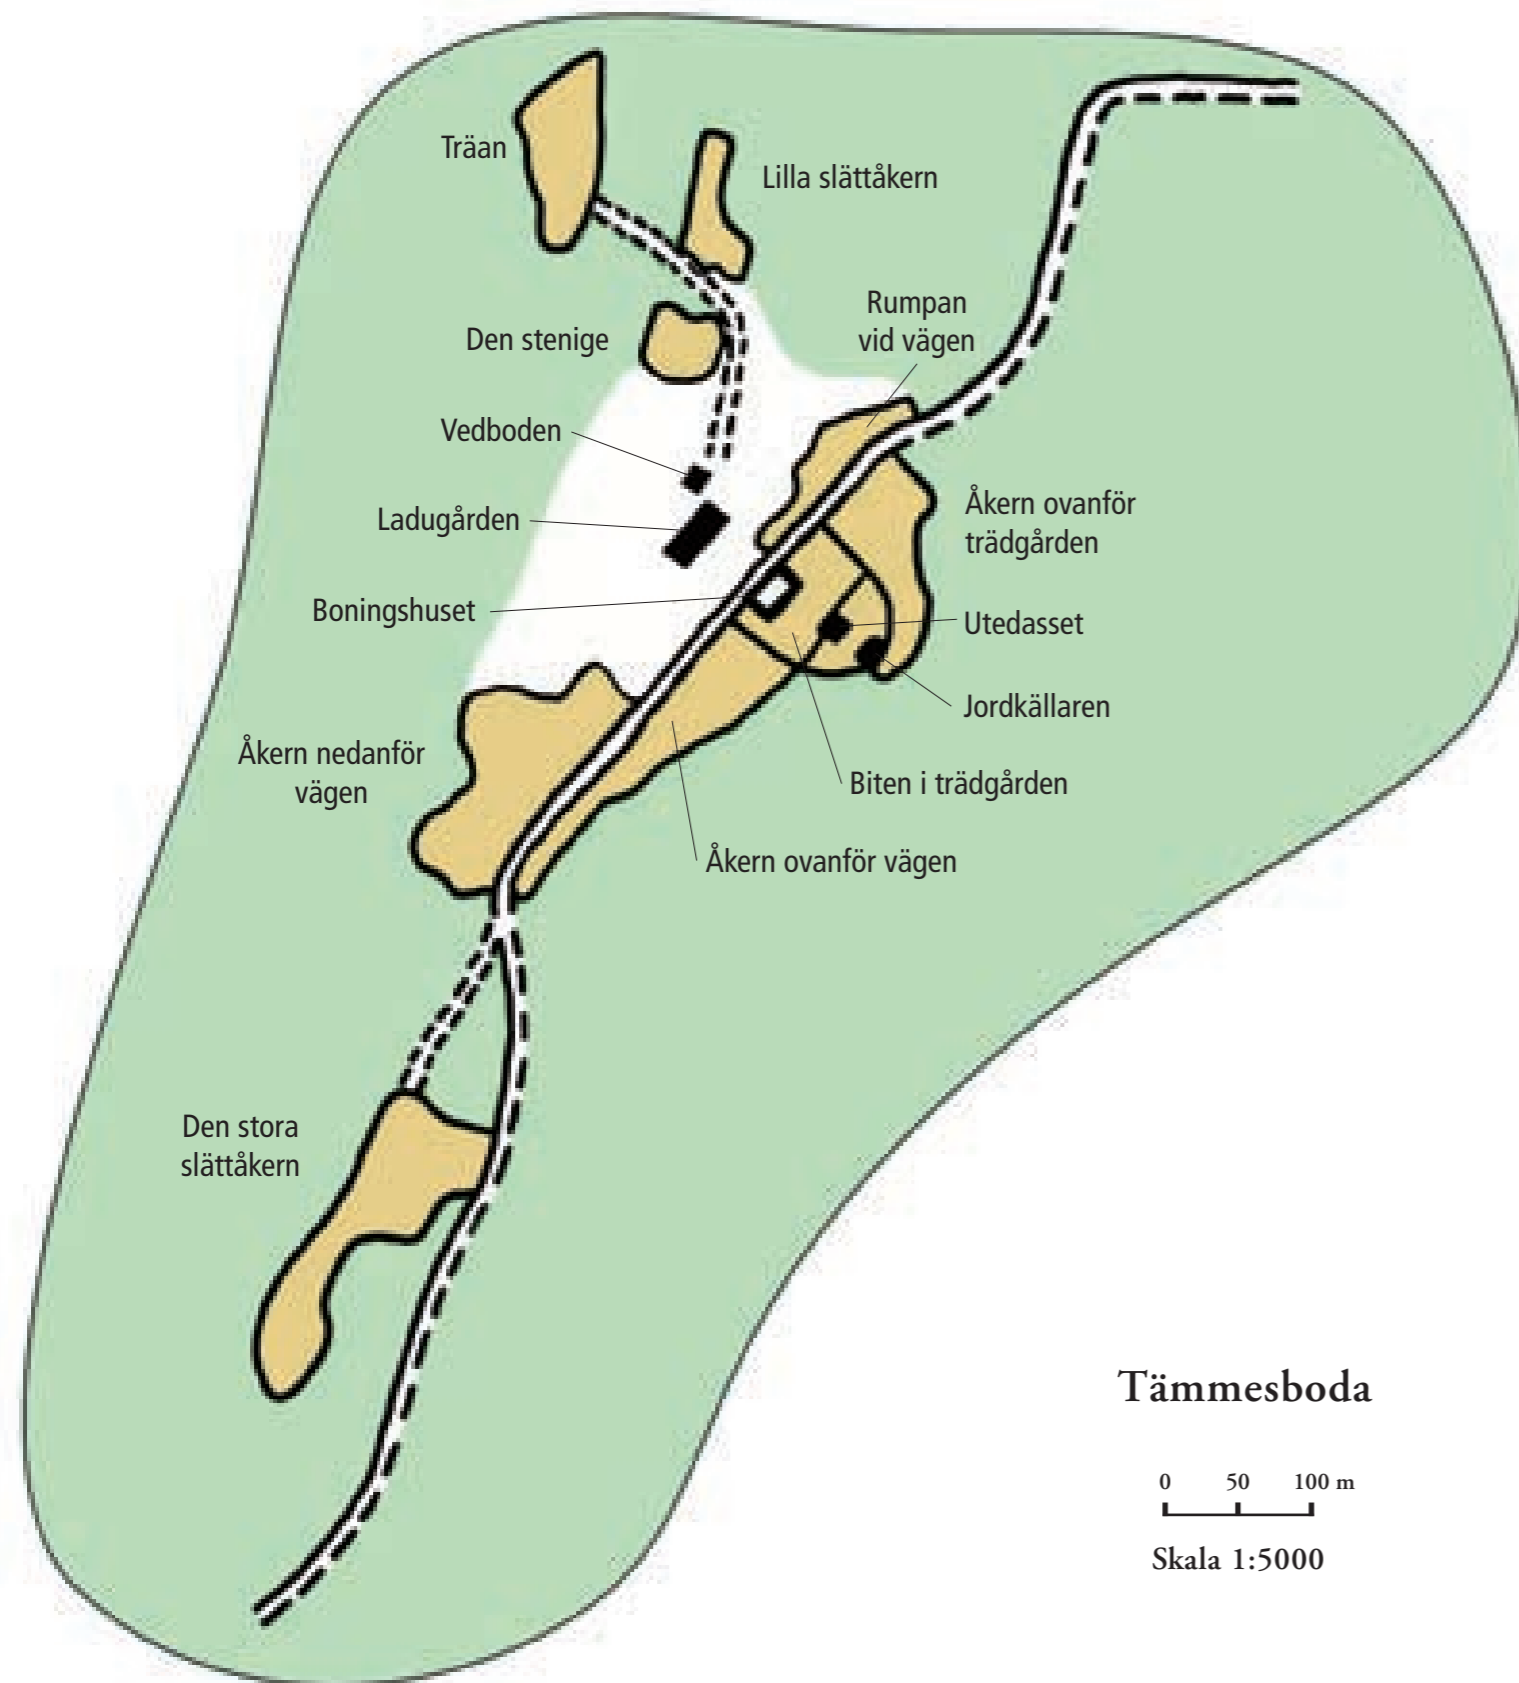 Träan
Lilla slättåkern
Rumpan
vid vägen
Den stenige
Vedboden
Ladugården
Åkern ovanför
trädgården
Boningshuset
Utedasset
Jordkällaren
Åkern nedanför
vägen
Biten i trädgården
Åkern ovanför vägen
Den stora
slättåkern
Tämmesboda
0 50 100 m
Skala 1:5000